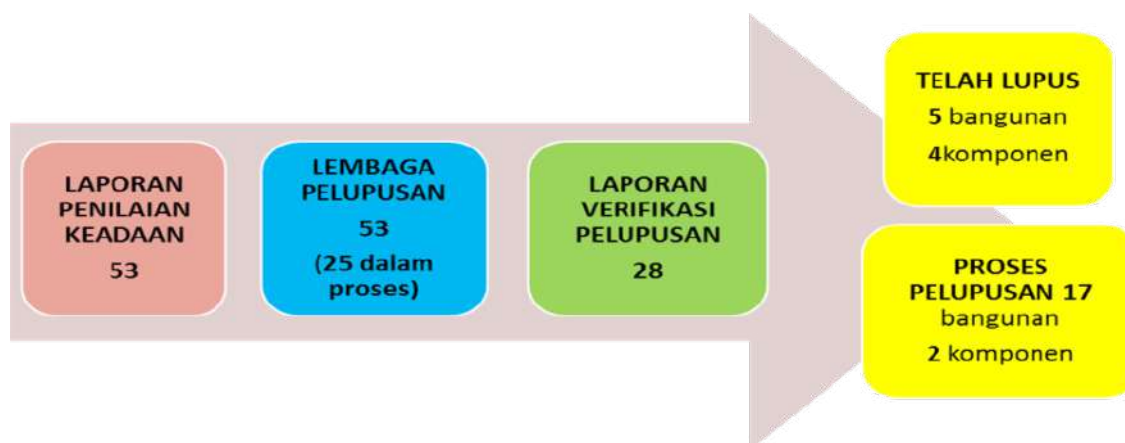 LAPORAN
PENILAIAN
KEADAAN
53
LEMBAGA
PELUPUSAN
53
(25 dalam
proses)
LAPORAN
VERIFIKASI
PELUPUSAN
28
TELAH LUPUS
5 bangunan
4komponen
PROSES
PELUPUSAN 17
bangunan
2 komponen